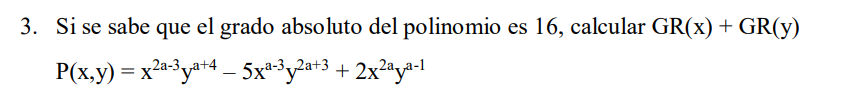 3. Si se sabe que el grado absoluto del polinomio es 16, calcular GR(x) + GR(y)
P(x,y) = x²ᵃ⁻³yᵃ⁺⁴ – 5xᵃ⁻³y²ᵃ⁺³ + 2x²ᵃyᵃ⁻¹